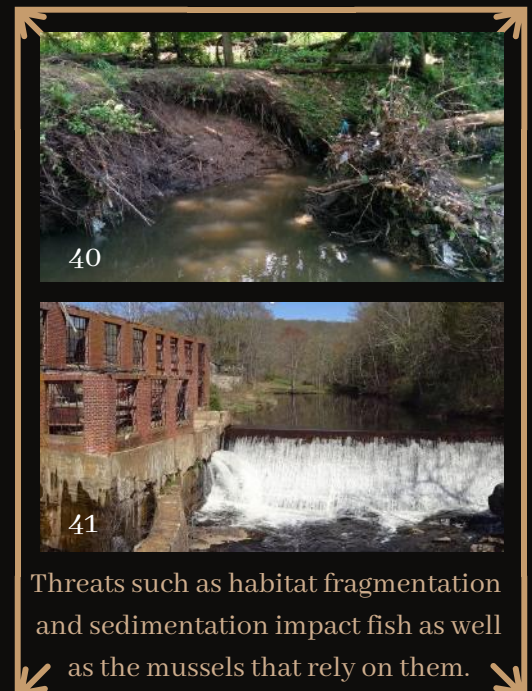 40
41
Threats such as habitat fragmentation
and sedimentation impact fish as well
as the mussels that rely on them.